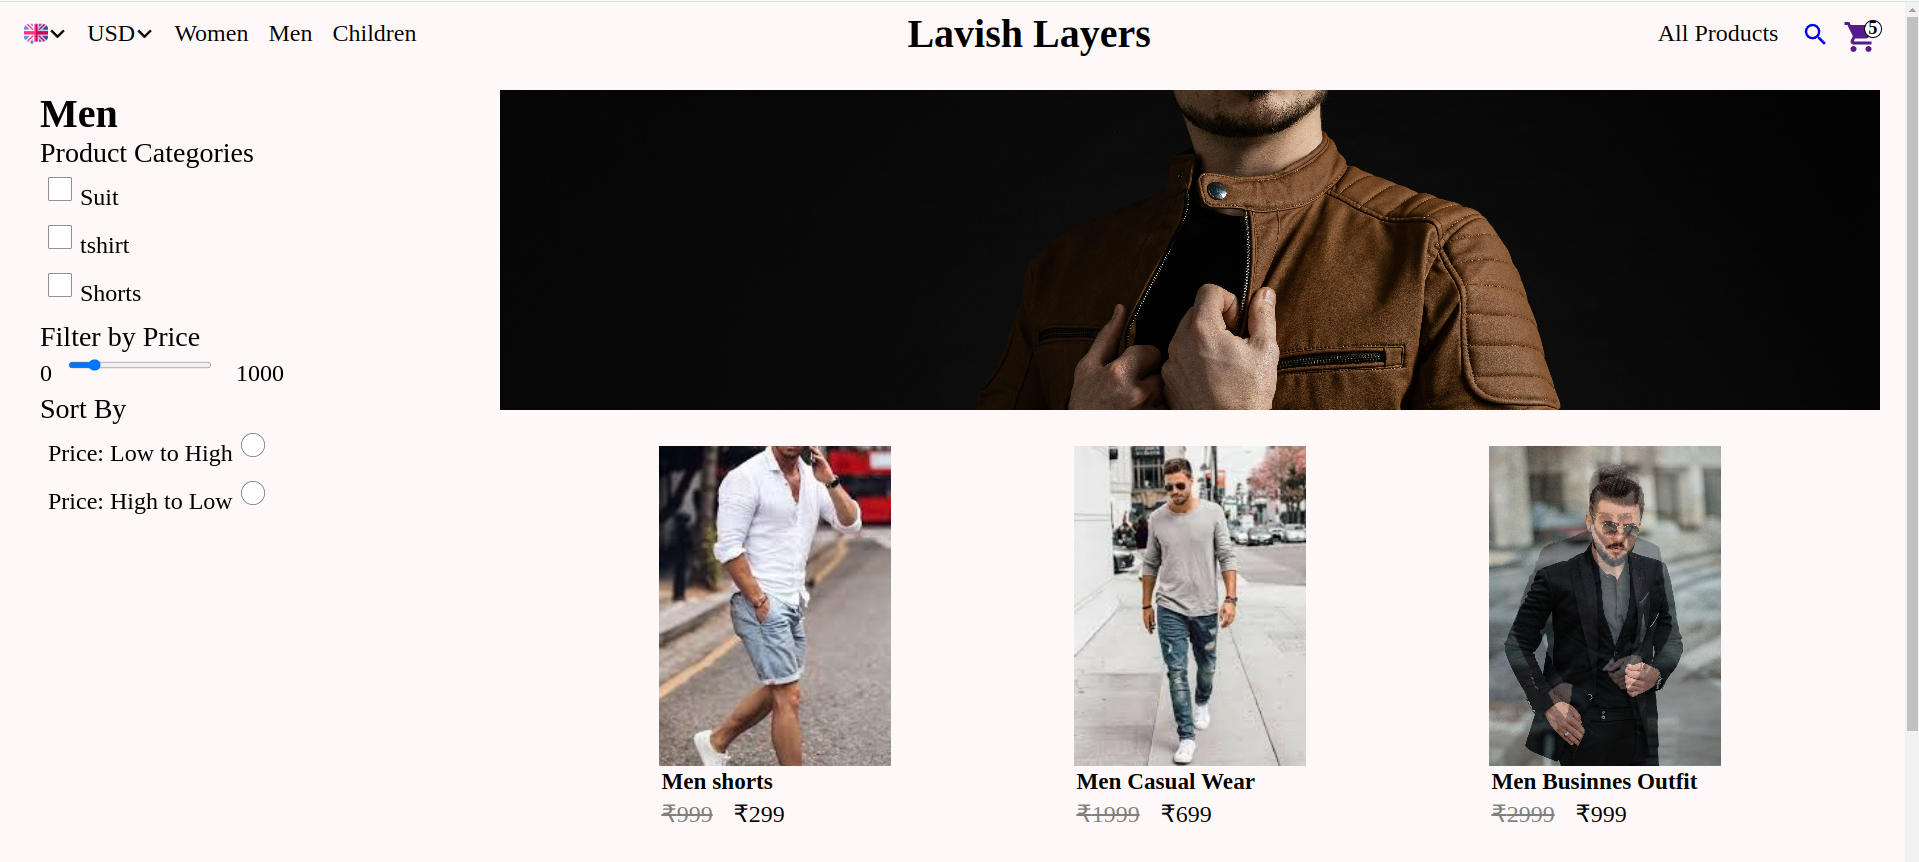 USD Women Men Children
Lavish Layers
All Products 5
Men
Product Categories
Suit
tshirt
Shorts
Filter by Price
0 1000
Sort By
Price: Low to High
Price: High to Low
Men shorts
₹999 ₹299
Men Casual Wear
₹1999 ₹699
Men Businnes Outfit
₹2999 ₹999